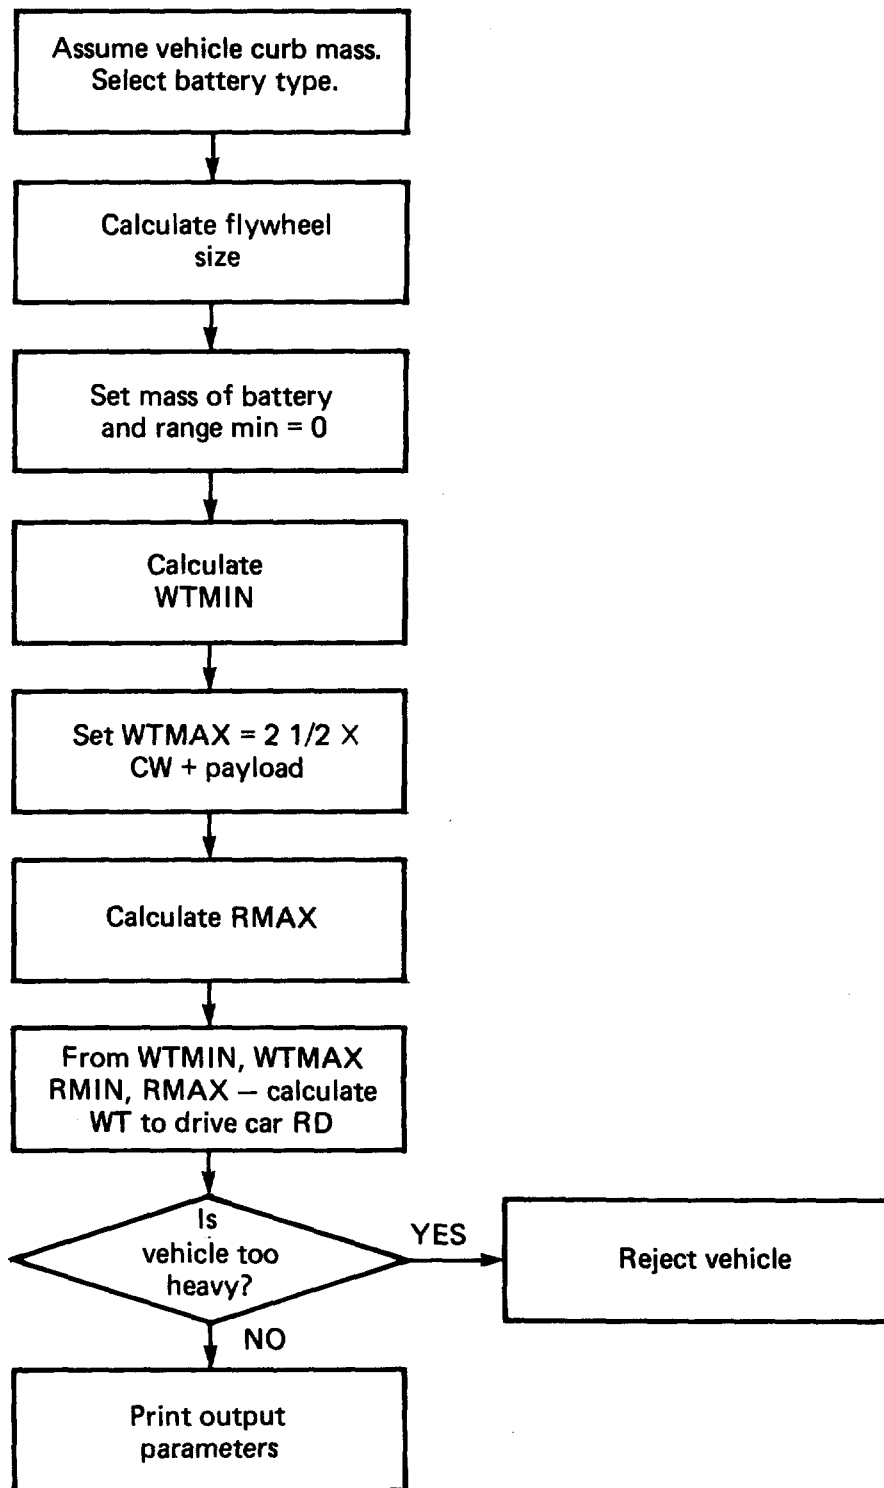 Assume vehicle curb mass.
Select battery type.
Calculate flywheel
size
Set mass of battery
and range min = 0
Calculate
WTMIN
Set WTMAX = 2 1/2 X
CW + payload
Calculate RMAX
From WTMIN, WTMAX
RMIN, RMAX — calculate
WT to drive car RD
Is
vehicle too
heavy?
YES
Reject vehicle
NO
Print output
parameters